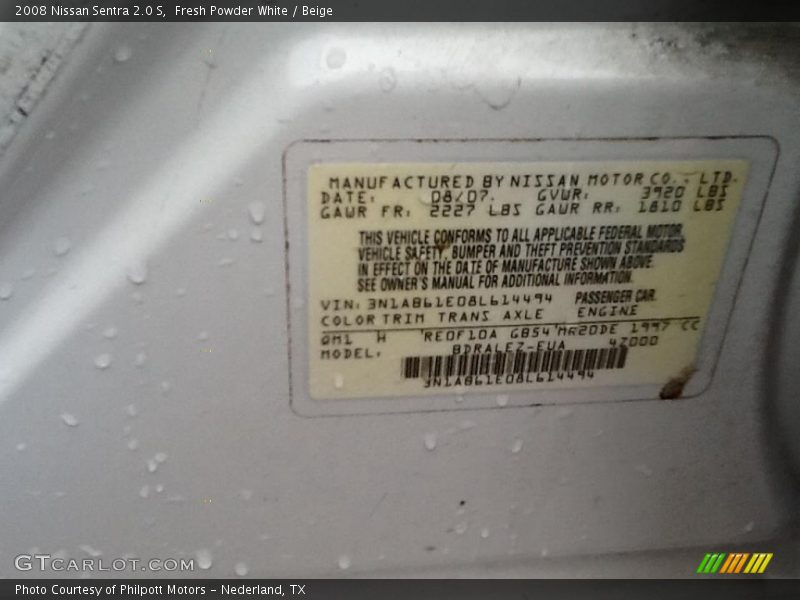 2008 Nissan Sentra 2.0 S, Fresh Powder White / Beige
MANUFACTURED BY NISSAN MOTOR CO., LTD.
DATE: 08/07. GVWR: 3920 LBS
GAWR FR: 2227 LBS GAWR RR: 1810 LBS
THIS VEHICLE CONFORMS TO ALL APPLICABLE FEDERAL MOTOR
VEHICLE SAFETY, BUMPER AND THEFT PREVENTION STANDARDS
IN EFFECT ON THE DATE OF MANUFACTURE SHOWN ABOVE.
SEE OWNER'S MANUAL FOR ADDITIONAL INFORMATION.
VIN: 3N1AB61E08L614494 PASSENGER CAR
COLOR TRIM TRANS AXLE ENGINE
QM1 H RE0F10A GB54 MR20DE 1997 CC
MODEL: BDRALEZ-EUA 4Z000
3N1AB61E08L614494
GTCARLOT.COM
Photo Courtesy of Philpott Motors - Nederland, TX